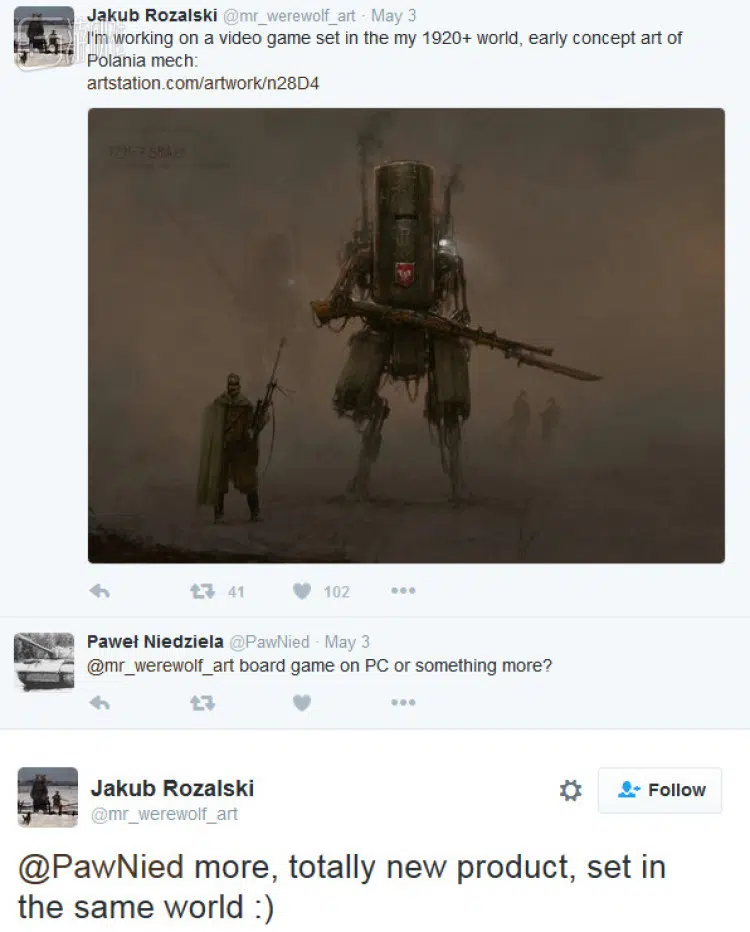 Jakub Rozalski @mr_werewolf_art · May 3
I'm working on a video game set in the my 1920+ world, early concept art of
Polania mech:
artstation.com/artwork/n28D4
41 102
Paweł Niedziela @PawNied · May 3
@mr_werewolf_art board game on PC or something more?
Jakub Rozalski
@mr_werewolf_art
Follow
@PawNied more, totally new product, set in
the same world :)